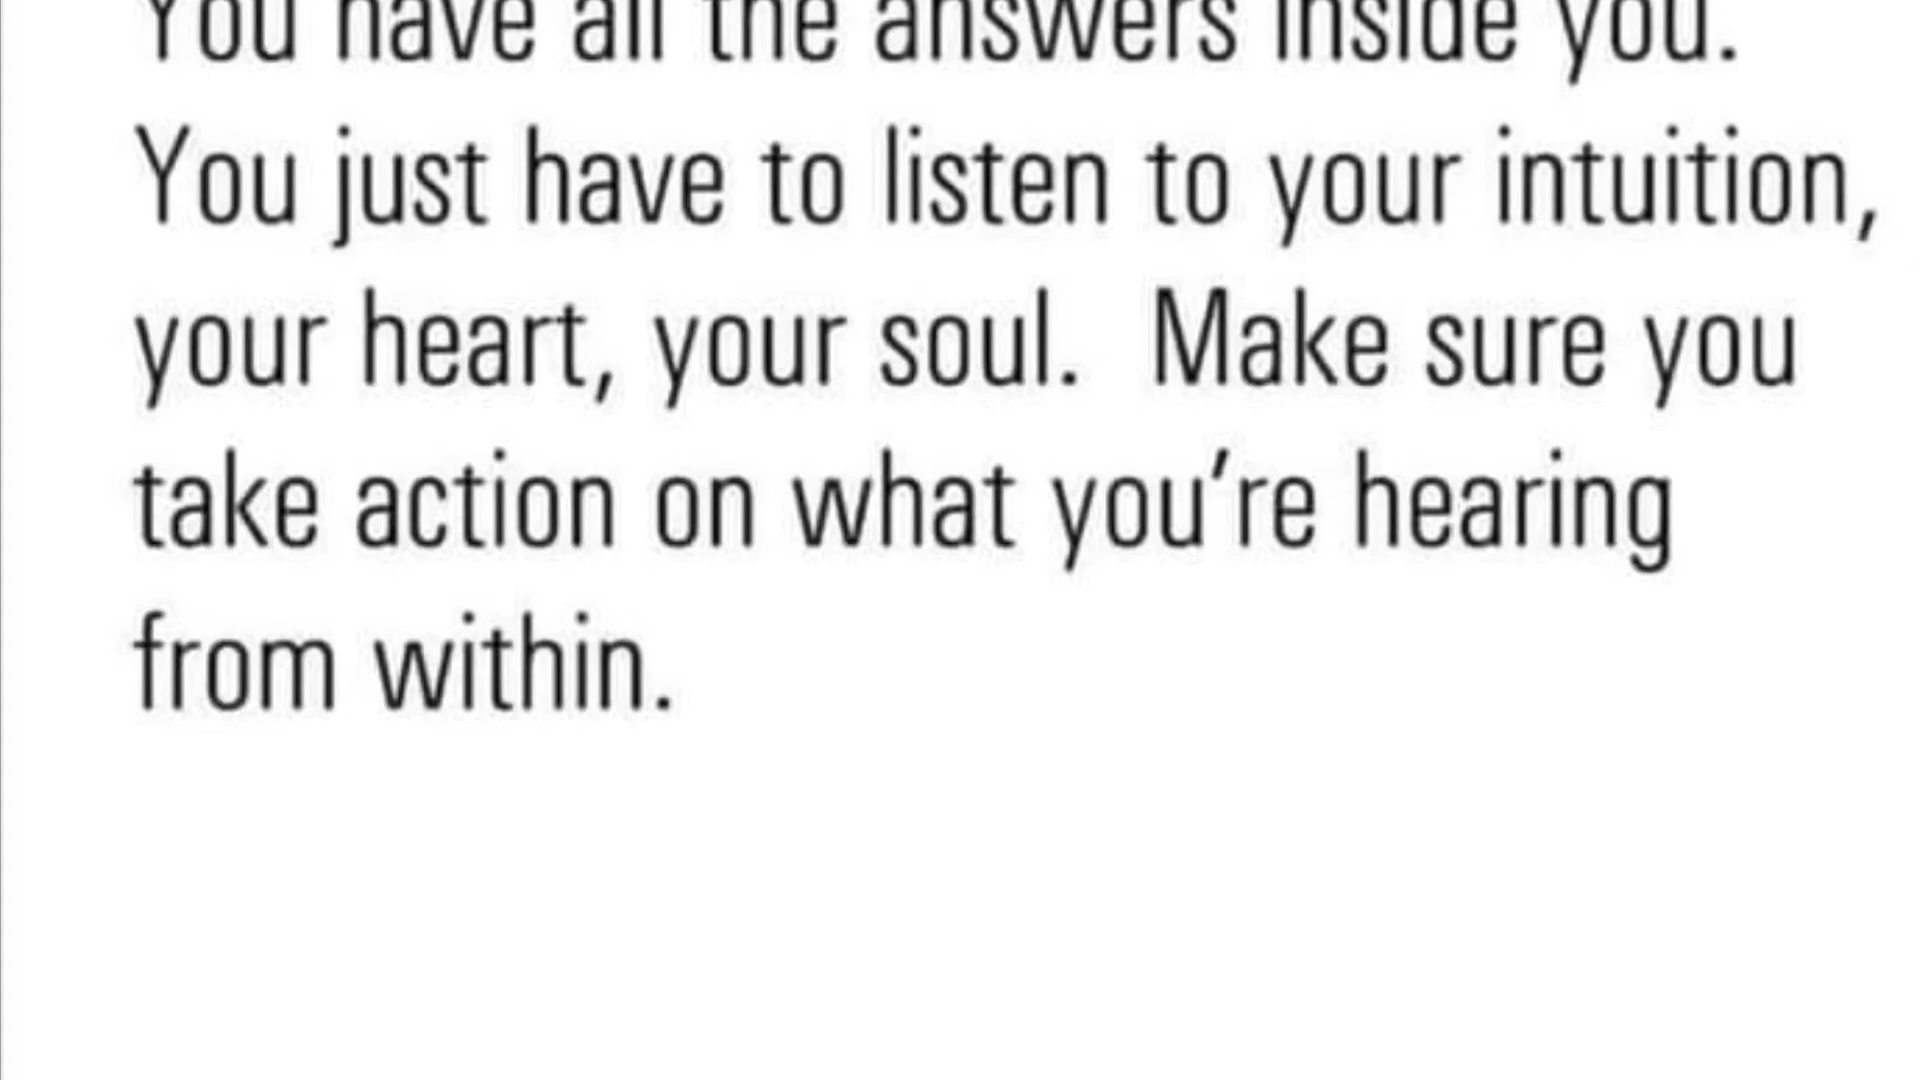 You have all the answers inside you.
You just have to listen to your intuition,
your heart, your soul.  Make sure you
take action on what you’re hearing
from within.